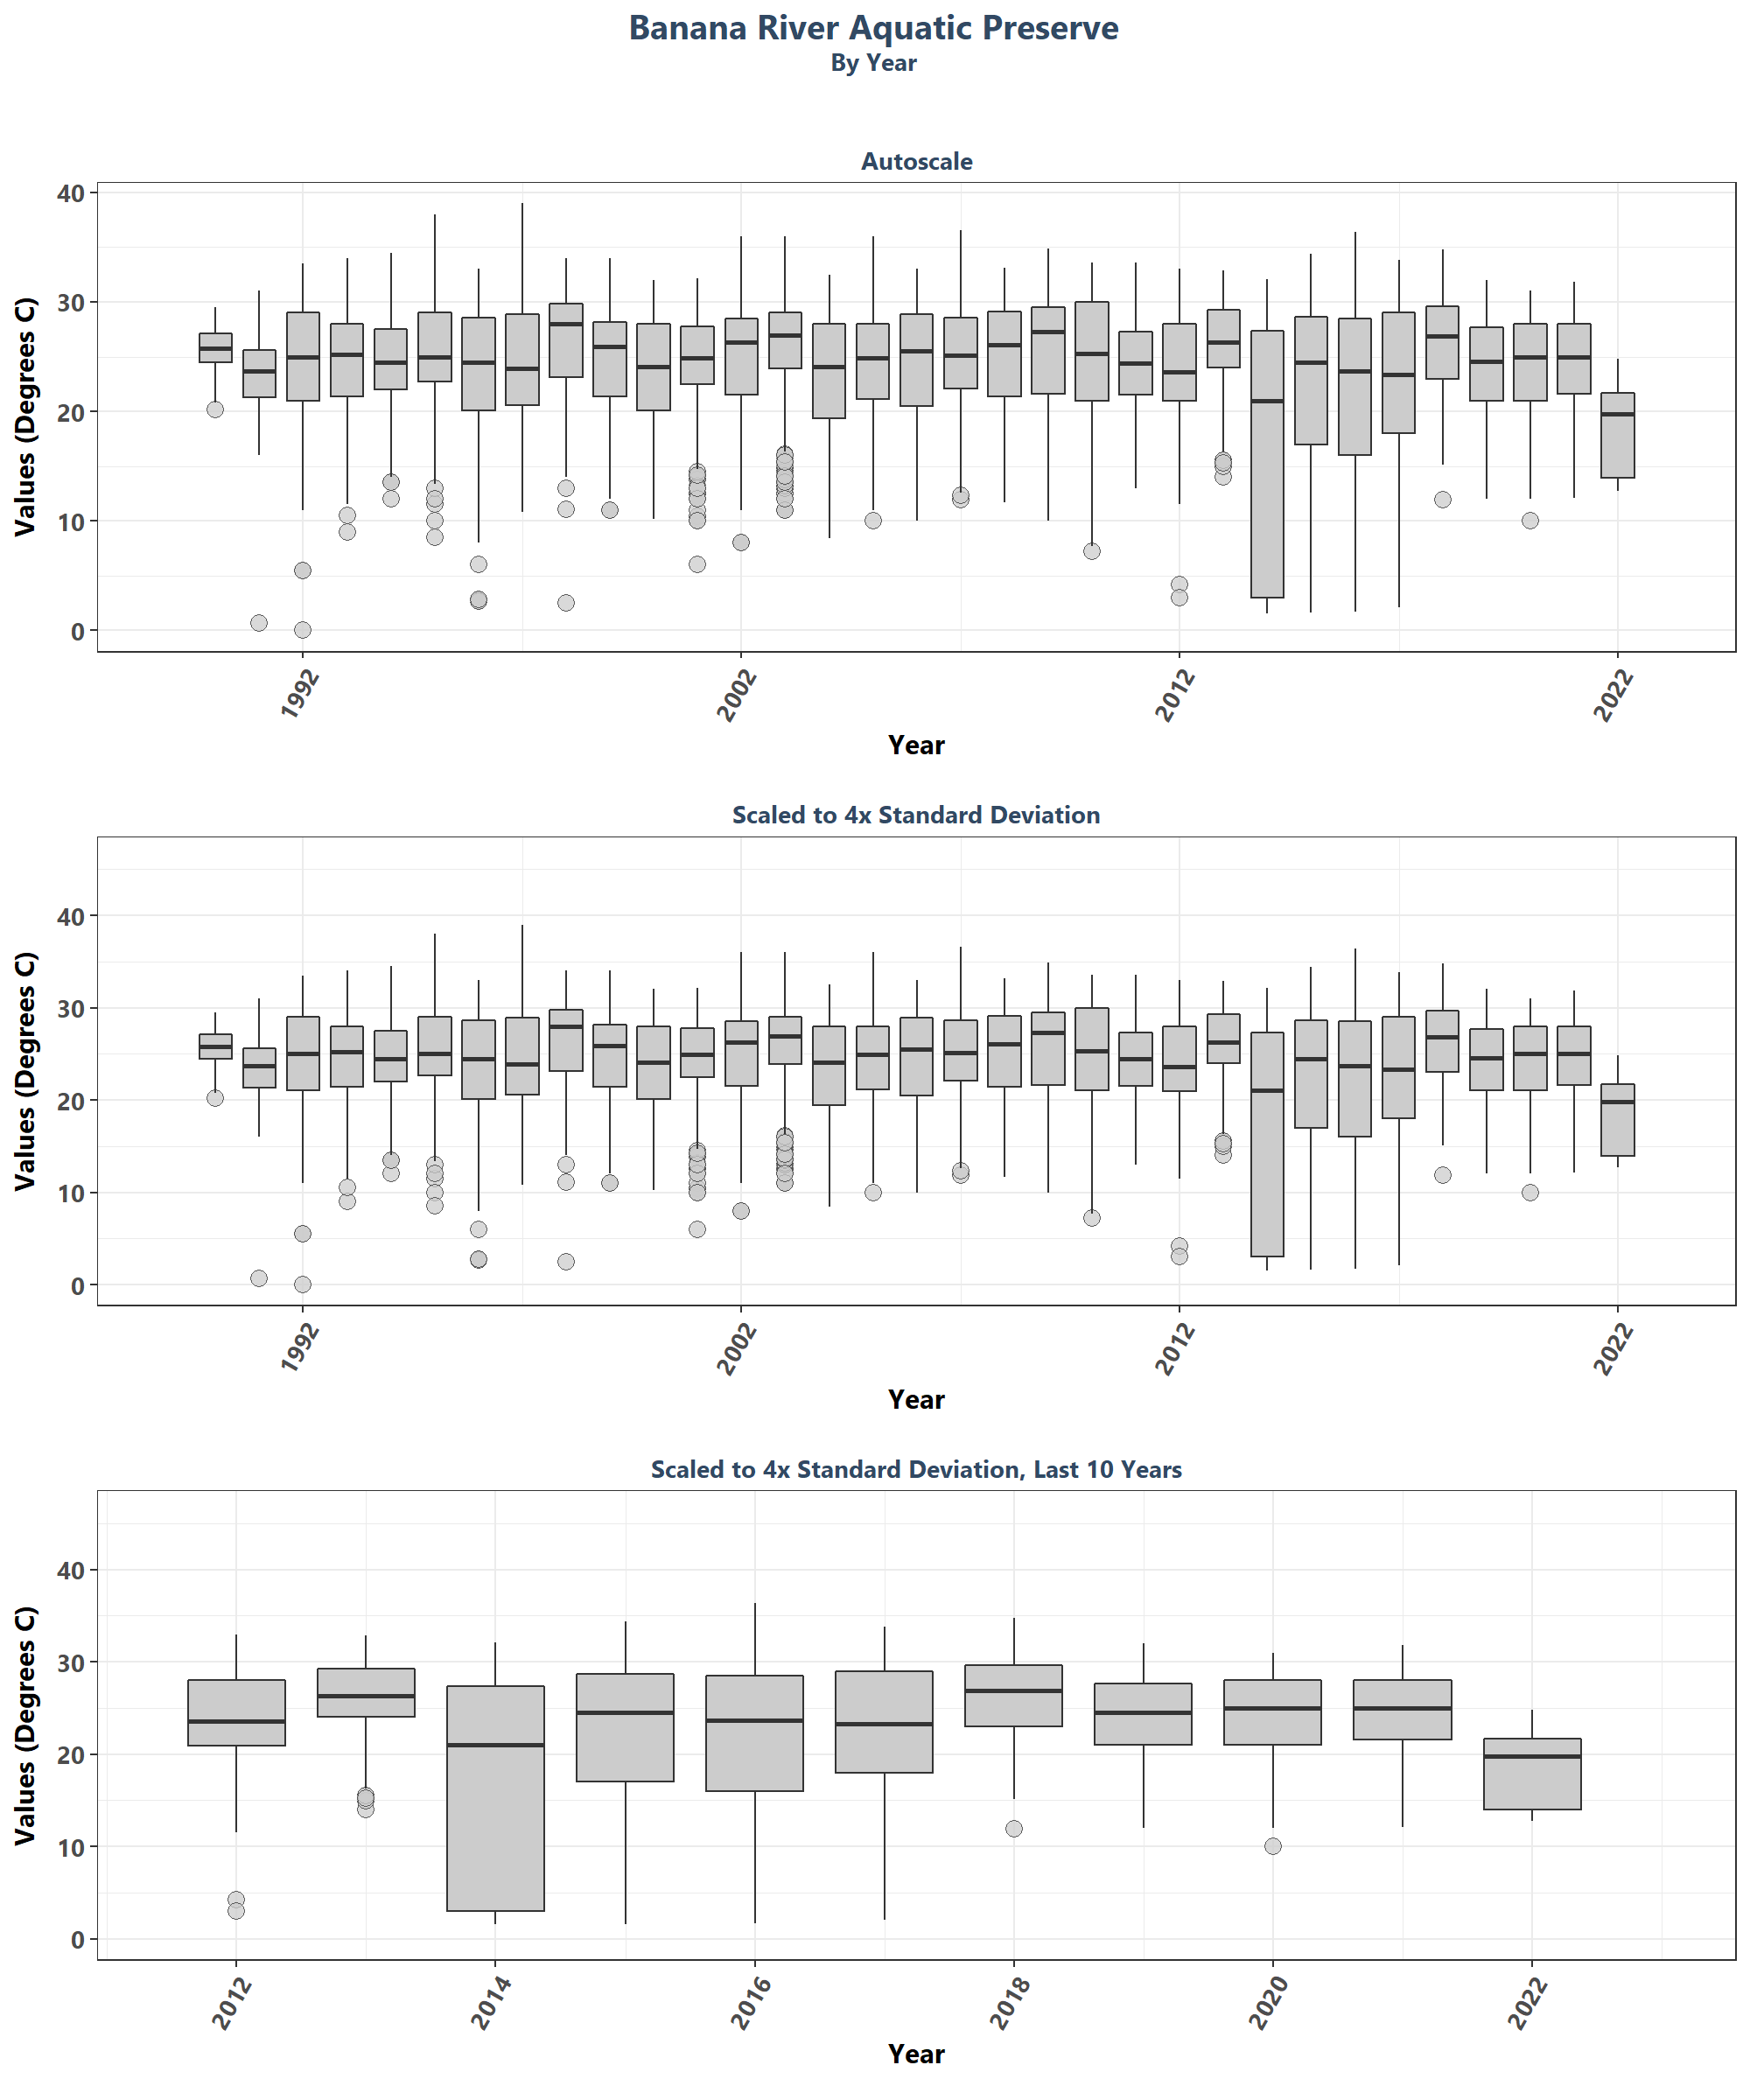 Banana River Aquatic Preserve
By Year
Autoscale
Values (Degrees C)
40
30
20
10
0
1992
2002
2012
2022
Year
Scaled to 4x Standard Deviation
Values (Degrees C)
40
30
20
10
0
1992
2002
2012
2022
Year
Scaled to 4x Standard Deviation, Last 10 Years
Values (Degrees C)
40
30
20
10
0
2012
2014
2016
2018
2020
2022
Year